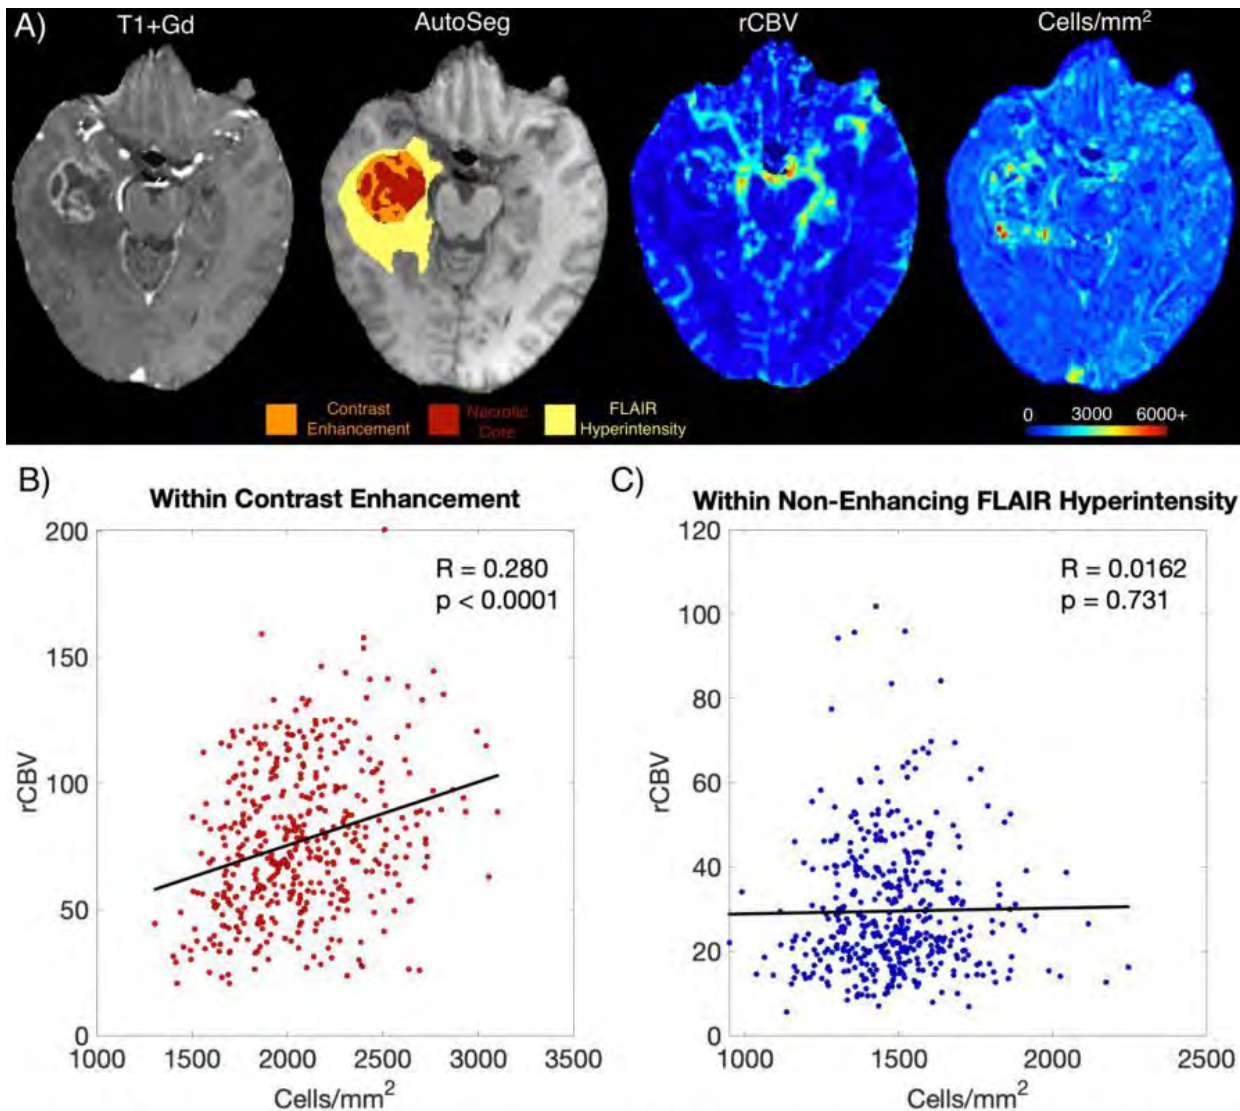 A)
T1+Gd
AutoSeg
rCBV
Cells/mm²
Contrast
Enhancement
Necrotic
Core
FLAIR
Hyperintensity
0 3000 6000+
B)
Within Contrast Enhancement
R = 0.280
p < 0.0001
200
150
100
50
0
rCBV
1000 1500 2000 2500 3000 3500
Cells/mm²
C)
Within Non-Enhancing FLAIR Hyperintensity
R = 0.0162
p = 0.731
120
100
80
60
40
20
0
rCBV
1000 1500 2000 2500
Cells/mm²